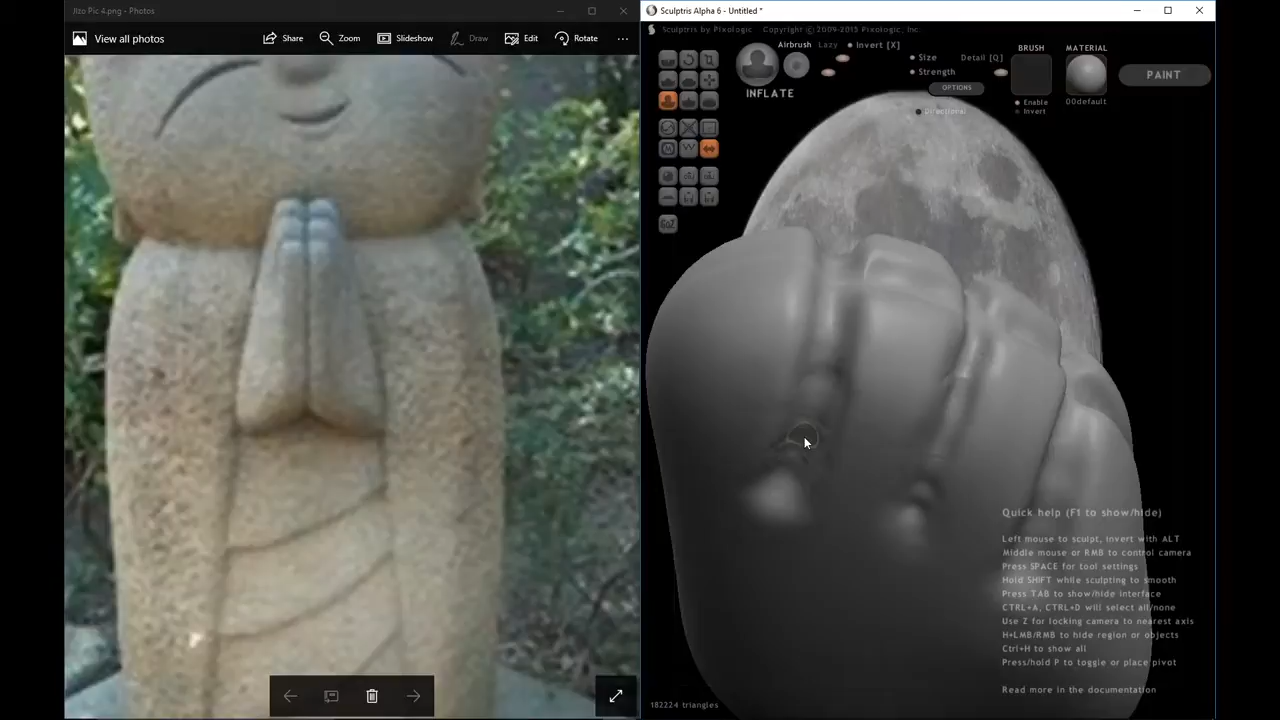 Jizo Pic 4.png - Photos
View all photos
Share
Zoom
Slideshow
Draw
Edit
Rotate
Sculptris Alpha 6 - Untitled *
Sculptris by Pixologic Copyright (c)2009-2015 Pixologic, Inc.
Airbrush
Lazy
Invert [X]
INFLATE
Size
Detail [Q]
Strength
OPTIONS
Directional
BRUSH
Enable
Invert
MATERIAL
00default
PAINT
GoZ
Quick help (F1 to show/hide)
Left mouse to sculpt, invert with ALT
Middle mouse or RMB to control camera
Press SPACE for tool settings
Hold SHIFT while sculpting to smooth
Press TAB to show/hide interface
CTRL+A, CTRL+D will select all/none
Use Z for locking camera to nearest axis
H+LMB/RMB to hide region or objects
Ctrl+H to show all
Press/hold P to toggle or place pivot
Read more in the documentation
182224 triangles